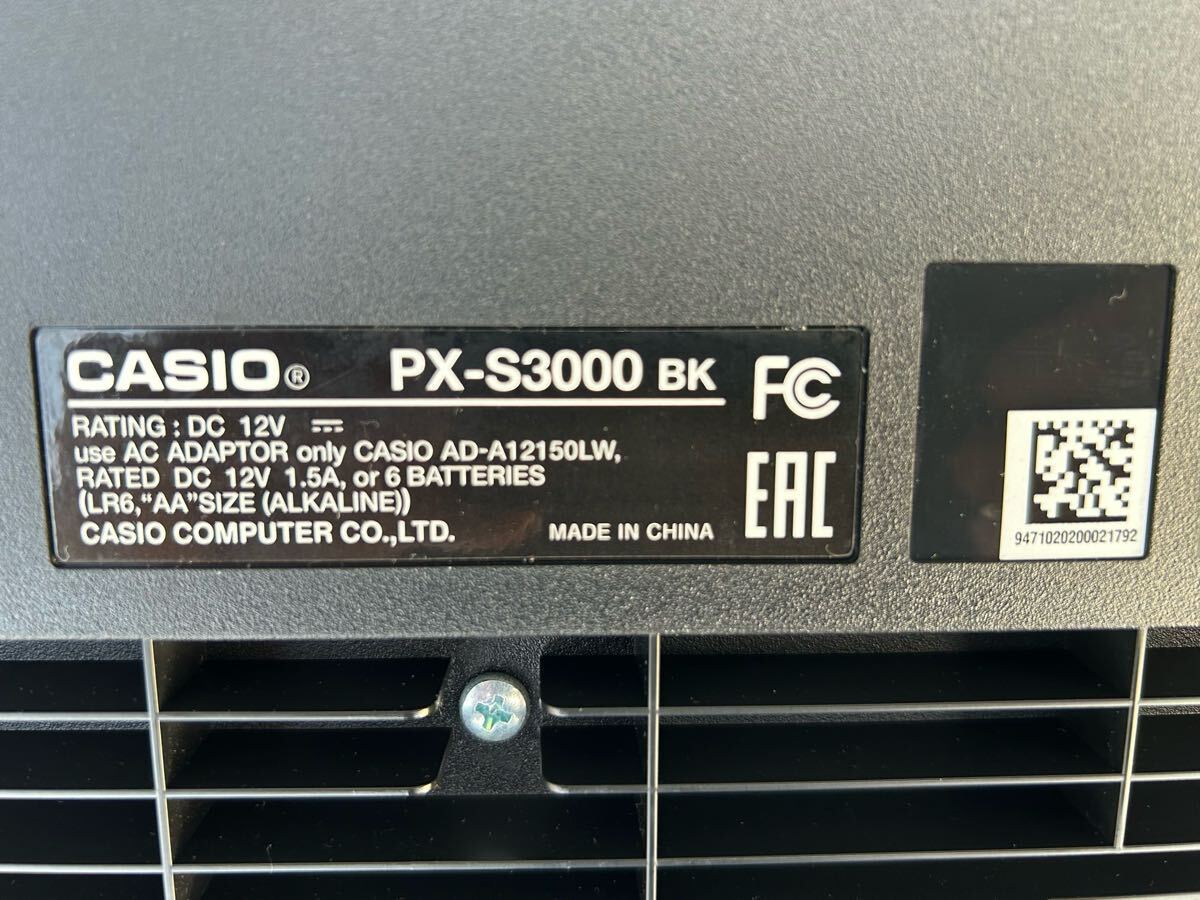 CASIO® PX-S3000 BK
RATING : DC 12V ⎓
use AC ADAPTOR only CASIO AD-A12150LW,
RATED DC 12V 1.5A, or 6 BATTERIES
(LR6,“AA”SIZE (ALKALINE))
CASIO COMPUTER CO.,LTD. MADE IN CHINA
FC
EAC
9471020200021792